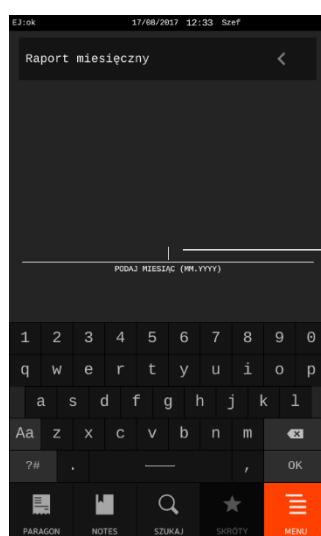 EJ:ok 17/08/2017 12:33 Szef
Raport miesięczny
PODAJ MIESIĄC (MM.YYYY)
1 2 3 4 5 6 7 8 9 0
q w e r t y u i o p
a s d f g h j k l
Aa z x c v b n m
?# . , OK
PARAGON NOTES SZUKAJ SKRÓTY MENU